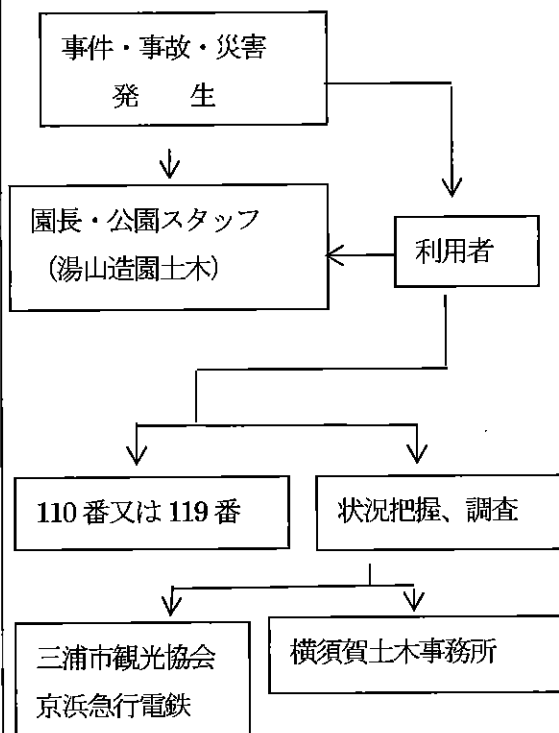 事件・事故・災害
発 生
園長・公園スタッフ
(湯山造園土木)
利用者
110番又は119番
状況把握、調査
三浦市観光協会
京浜急行電鉄
横須賀土木事務所